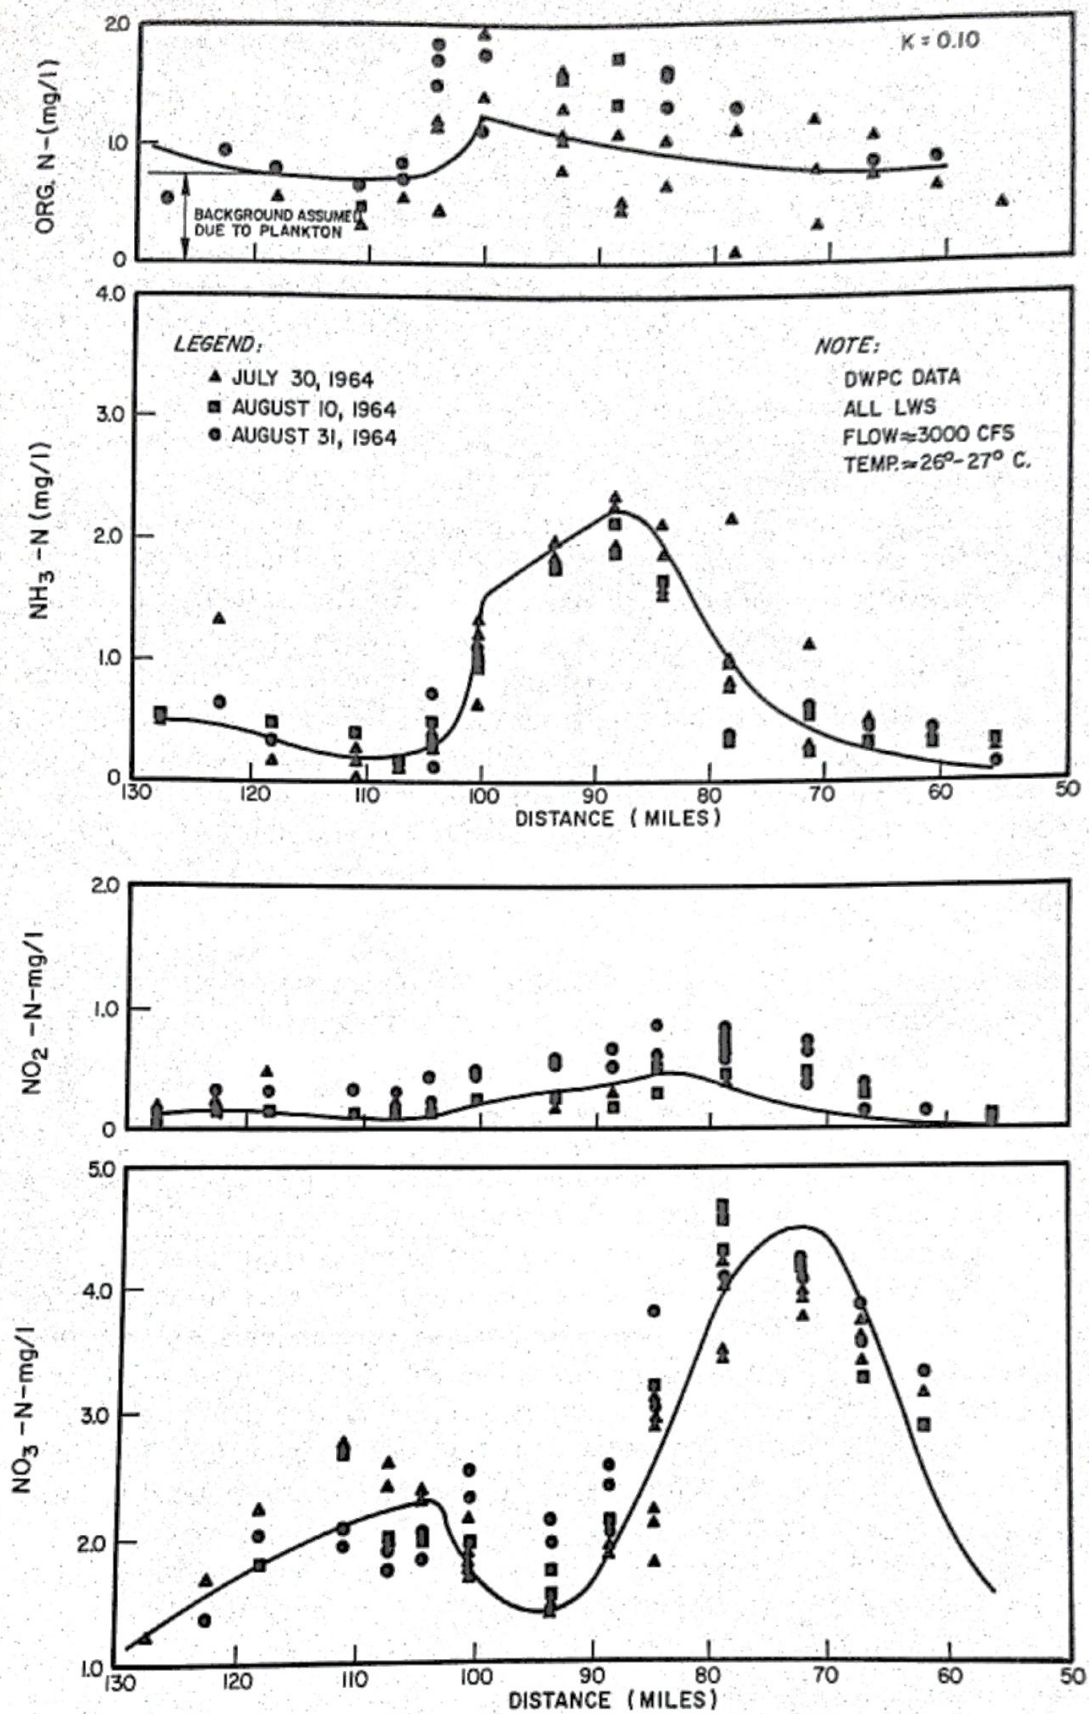 2.0
K = 0.10
ORG. N-(mg/l)
1.0
BACKGROUND ASSUMED
DUE TO PLANKTON
0
4.0
LEGEND:
▲ JULY 30, 1964
■ AUGUST 10, 1964
● AUGUST 31, 1964
NOTE:
DWPC DATA
ALL LWS
FLOW≈3000 CFS
TEMP.≈26°-27° C.
3.0
NH3 -N (mg/l)
2.0
1.0
0
130 120 110 100 90 80 70 60 50
DISTANCE (MILES)
2.0
NO2 -N-mg/l
1.0
0
5.0
4.0
NO3 -N-mg/l
3.0
2.0
1.0
130 120 110 100 90 80 70 60 50
DISTANCE (MILES)